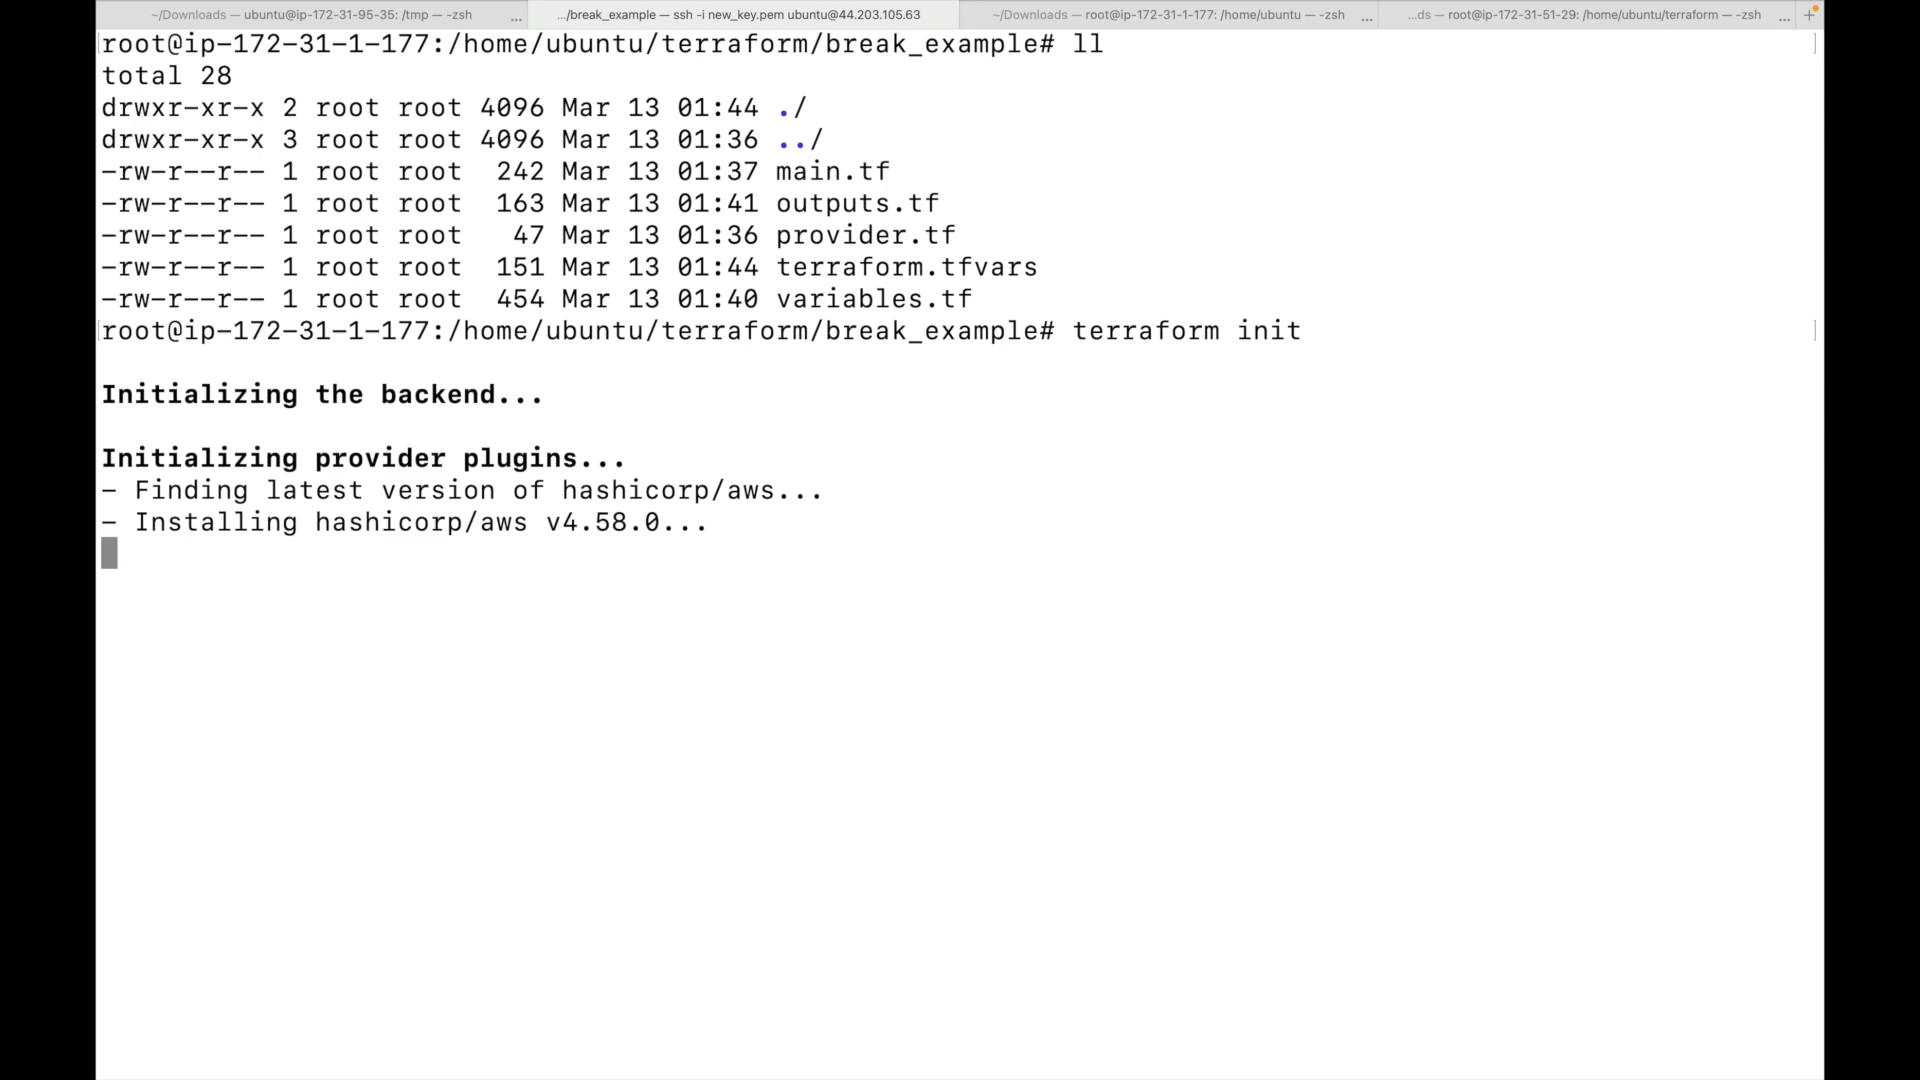 ~/Downloads — ubuntu@ip-172-31-95-35: /tmp — -zsh ...
.../break_example — ssh -i new_key.pem ubuntu@44.203.105.63
~/Downloads — root@ip-172-31-1-177: /home/ubuntu — -zsh ...
...ds — root@ip-172-31-51-29: /home/ubuntu/terraform — -zsh ... +
[root@ip-172-31-1-177:/home/ubuntu/terraform/break_example# ll ]
total 28
drwxr-xr-x 2 root root 4096 Mar 13 01:44 ./
drwxr-xr-x 3 root root 4096 Mar 13 01:36 ../
-rw-r--r-- 1 root root  242 Mar 13 01:37 main.tf
-rw-r--r-- 1 root root  163 Mar 13 01:41 outputs.tf
-rw-r--r-- 1 root root   47 Mar 13 01:36 provider.tf
-rw-r--r-- 1 root root  151 Mar 13 01:44 terraform.tfvars
-rw-r--r-- 1 root root  454 Mar 13 01:40 variables.tf
[root@ip-172-31-1-177:/home/ubuntu/terraform/break_example# terraform init ]
Initializing the backend...
Initializing provider plugins...
- Finding latest version of hashicorp/aws...
- Installing hashicorp/aws v4.58.0...